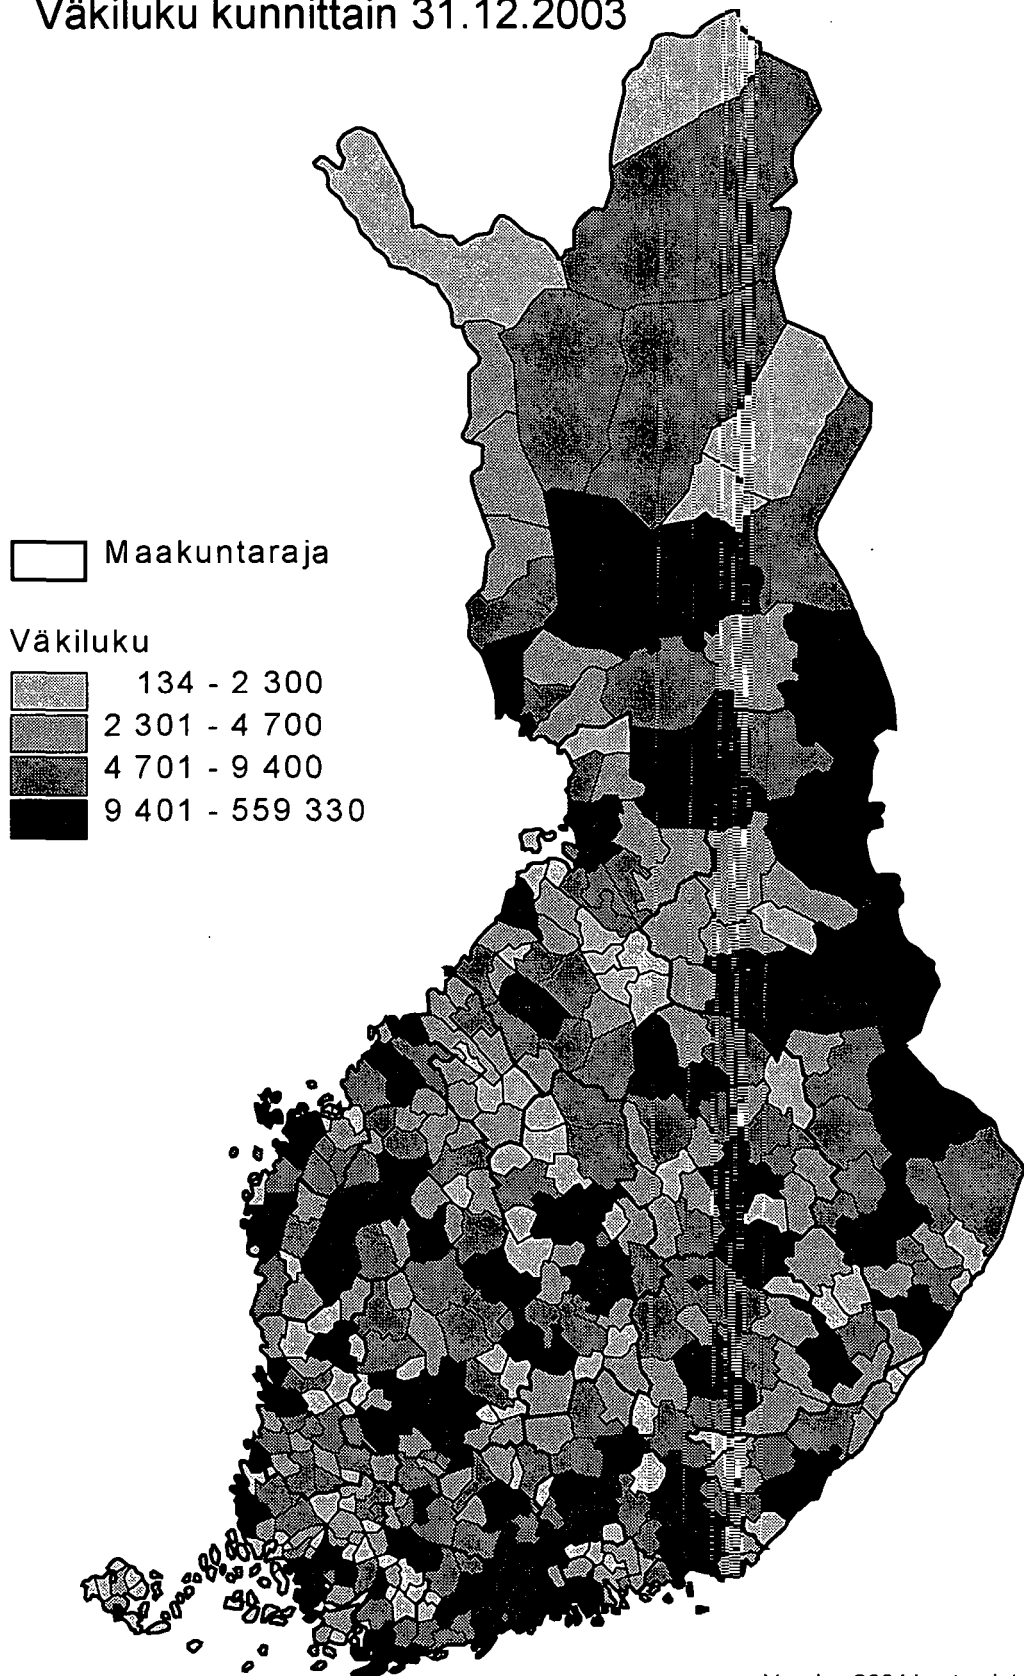 Väkiluku kunnittain 31.12.2003
Maakuntaraja
Väkiluku
134 - 2 300
2 301 - 4 700
4 701 - 9 400
9 401 - 559 330